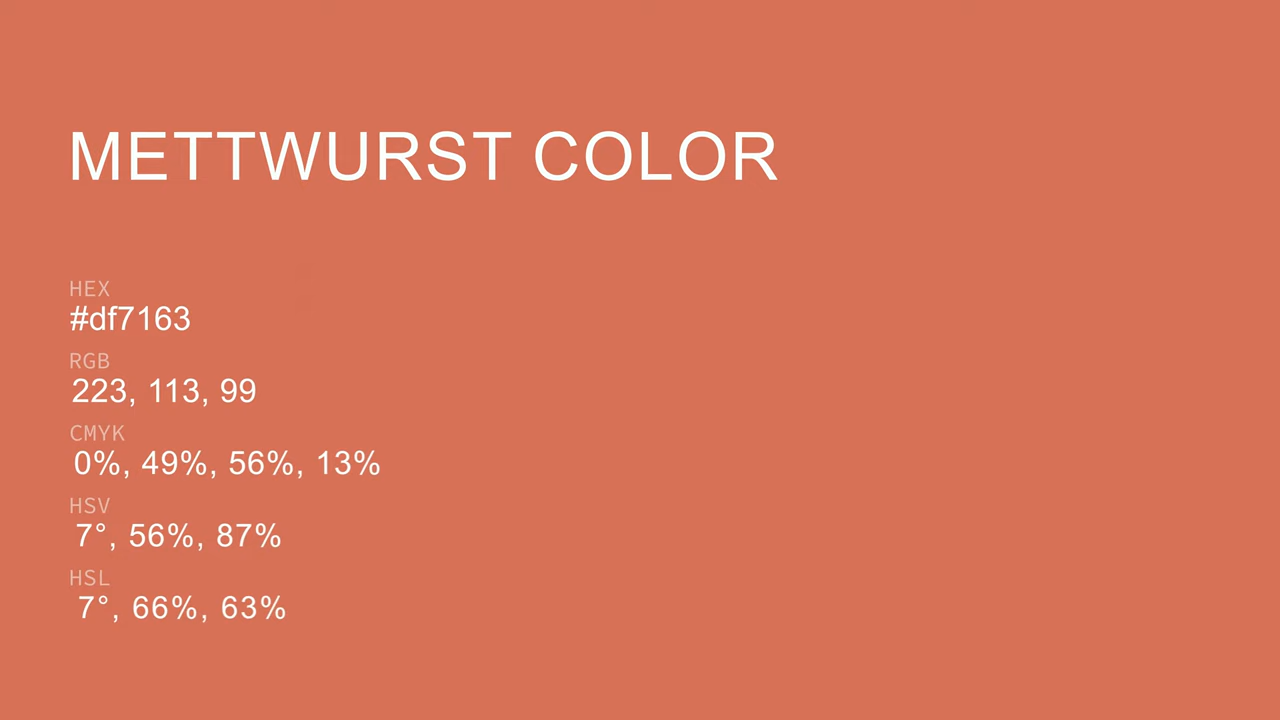 METTWURST COLOR
HEX
#df7163
RGB
223, 113, 99
CMYK
0%, 49%, 56%, 13%
HSV
7°, 56%, 87%
HSL
7°, 66%, 63%